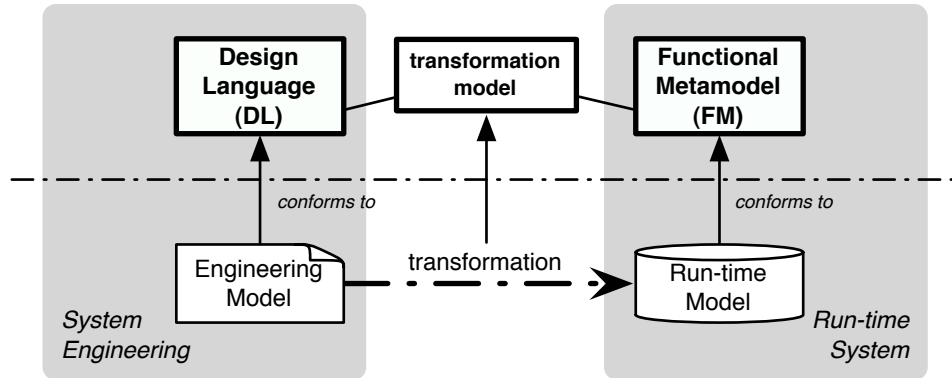 Design
Language
(DL)
transformation
model
Functional
Metamodel
(FM)
conforms to
conforms to
Engineering
Model
transformation
Run-time
Model
System
Engineering
Run-time
System